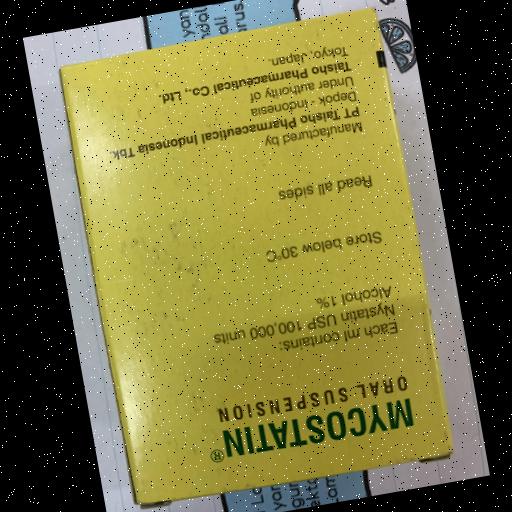 MYCOSTATIN®
ORAL SUSPENSION
Each ml contains:
Nystatin USP 100,000 units
Alcohol 1%
Store below 30°C
Read all sides
Manufactured by
PT Taisho Pharmaceutical Indonesia Tbk
Depok - Indonesia
Under authority of
Taisho Pharmaceutical Co., Ltd.
Tokyo, Japan.